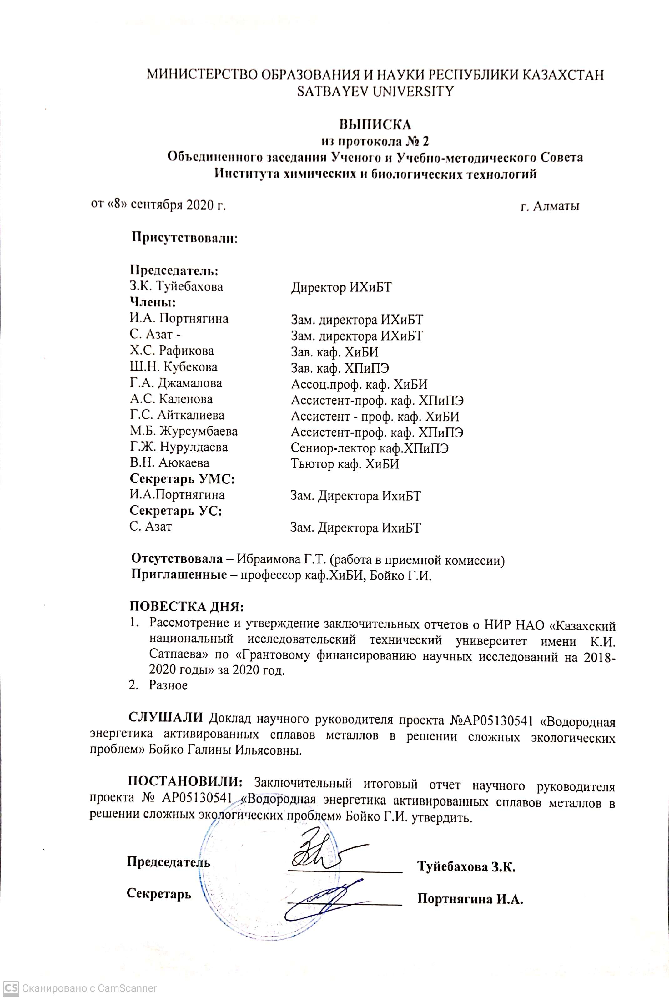 МИНИСТЕРСТВО ОБРАЗОВАНИЯ И НАУКИ РЕСПУБЛИКИ КАЗАХСТАН
SATBAYEV UNIVERSITY
ВЫПИСКА
из протокола № 2
Объединенного заседания Ученого и Учебно-методического Совета
Института химических и биологических технологий
от «8» сентября 2020 г. г. Алматы
Присутствовали:
Председатель:
З.К. Туйебахова Директор ИХиБТ
Члены:
И.А. Портнягина Зам. директора ИХиБТ
С. Азат - Зам. директора ИХиБТ
Х.С. Рафикова Зав. каф. ХиБИ
Ш.Н. Кубекова Зав. каф. ХПиПЭ
Г.А. Джамалова Ассоц.проф. каф. ХиБИ
А.С. Каленова Ассистент-проф. каф. ХПиПЭ
Г.С. Айткалиева Ассистент - проф. каф. ХиБИ
М.Б. Журсумбаева Ассистент-проф. каф. ХПиПЭ
Г.Ж. Нурулдаева Сениор-лектор каф.ХПиПЭ
В.Н. Аюкаева Тьютор каф. ХиБИ
Секретарь УМС:
И.А.Портнягина Зам. Директора ИхиБТ
Секретарь УС:
С. Азат Зам. Директора ИхиБТ
Отсутствовала – Ибраимова Г.Т. (работа в приемной комиссии)
Приглашенные – профессор каф.ХиБИ, Бойко Г.И.
ПОВЕСТКА ДНЯ:
1. Рассмотрение и утверждение заключительных отчетов о НИР НАО «Казахский
национальный исследовательский технический университет имени К.И.
Сатпаева» по «Грантовому финансированию научных исследований на 2018-
2020 годы» за 2020 год.
2. Разное
СЛУШАЛИ Доклад научного руководителя проекта №АР05130541 «Водородная
энергетика активированных сплавов металлов в решении сложных экологических
проблем» Бойко Галины Ильясовны.
ПОСТАНОВИЛИ: Заключительный итоговый отчет научного руководителя
проекта № АР05130541 «Водородная энергетика активированных сплавов металлов в
решении сложных экологических проблем» Бойко Г.И. утвердить.
Председатель Туйебахова З.К.
Секретарь Портнягина И.А.
CS Сканировано с CamScanner